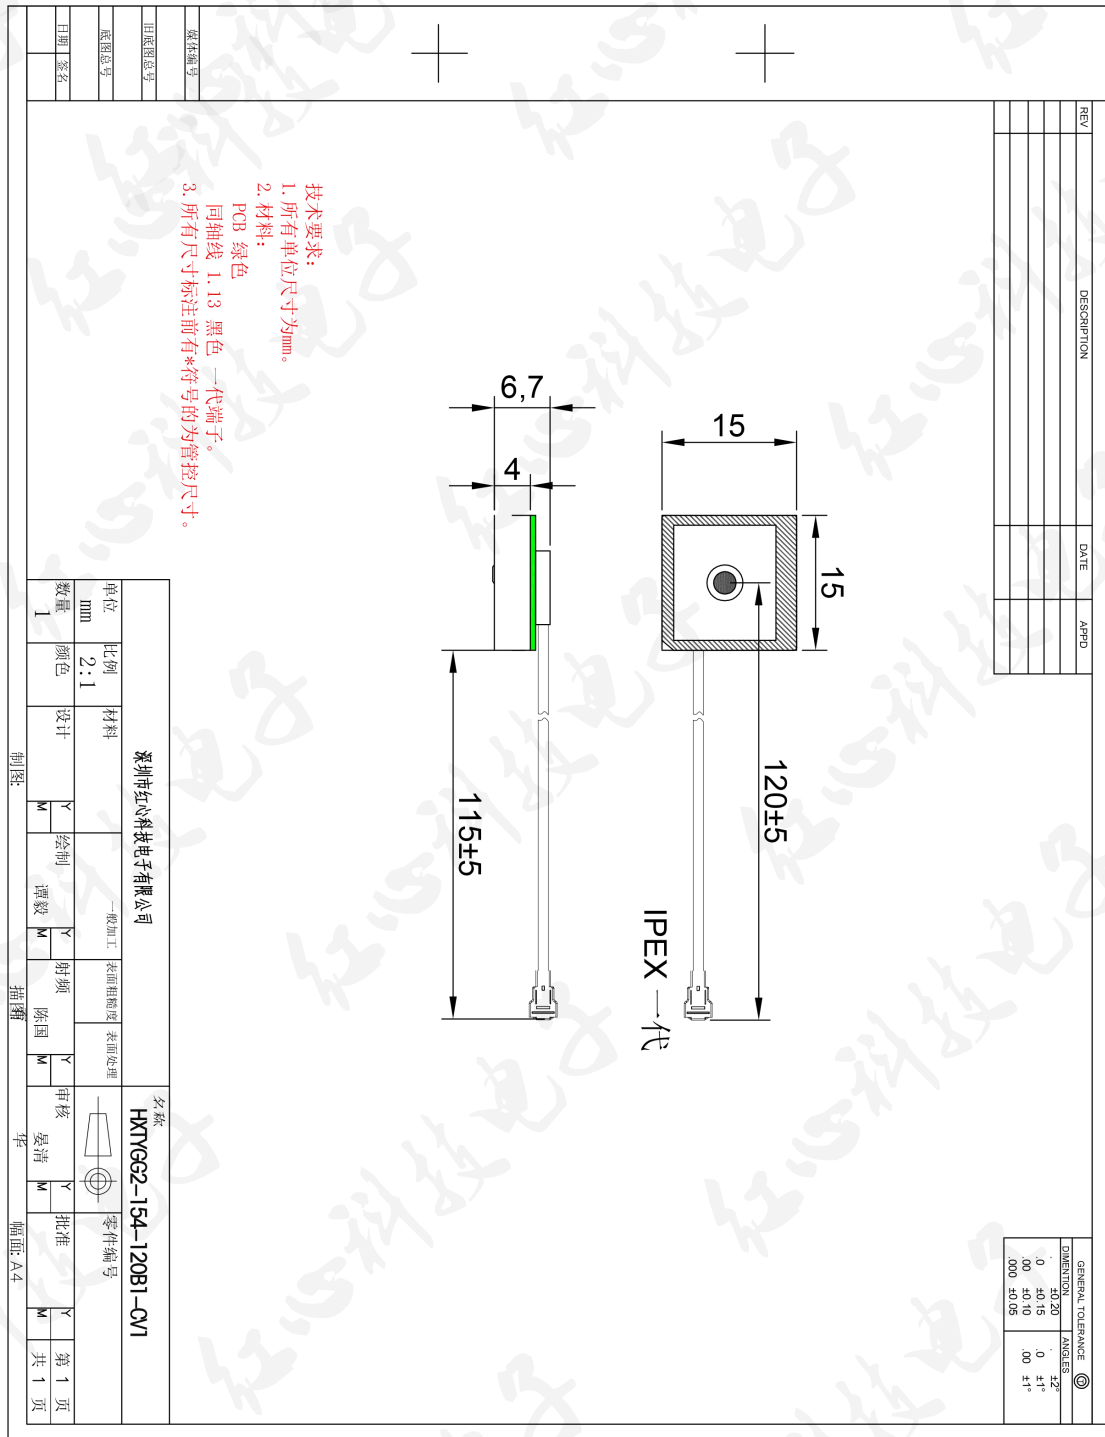 媒体编号
旧底图总号
底图总号
日期
签名
REV
DESCRIPTION
DATE
APPD
技术要求：
1. 所有单位尺寸为mm。
2. 材料：
PCB 绿色
同轴线 1.13 黑色 一代端子。
3. 所有尺寸标注前有*符号的为管控尺寸。
15
15
120±5
IPEX 一代
6,7
4
115±5
GENERAL TOLERANCE
DIMENTION
ANGLES
. ±0.20
.0 ±0.15
.00 ±0.10
.000 ±0.05
. ±2°
.0 ±1°
.00 ±1°
深圳市红心科技电子有限公司
名称
HXTYGG2-154-120B1-CV1
单位
mm
比例
2:1
材料
一般加工
表面粗糙度
表面处理
零件编号
数量
1
颜色
设计
Y
M
绘制
谭毅
Y
M
射频
陈国
Y
M
审核
晏清
Y
M
批准
Y
M
第 1 页
共 1 页
制图:
华
幅面: A4
红心科技电子